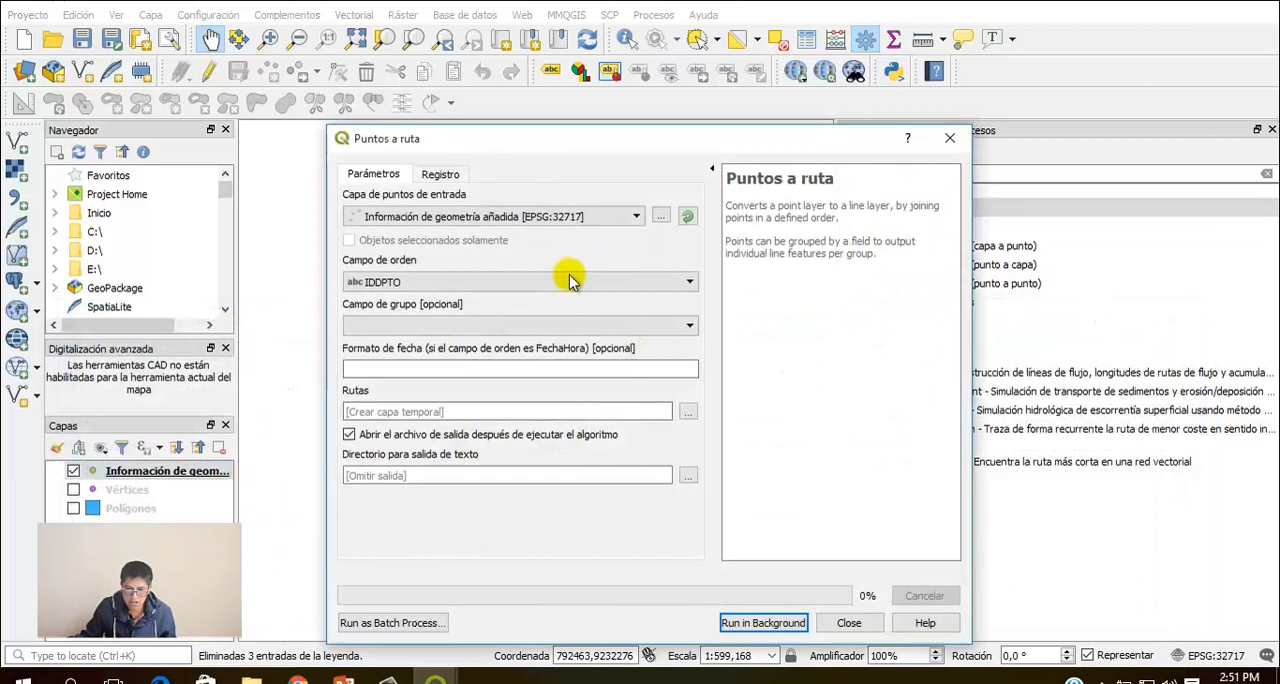 Proyecto Edición Ver Capa Configuración Complementos Vectorial Ráster Base de datos Web MMQGIS SCP Procesos Ayuda
Navegador
Favoritos
Project Home
Inicio
C:\
D:\
E:\
GeoPackage
SpatiaLite
Digitalización avanzada
Las herramientas CAD no están
habilitadas para la herramienta actual del
mapa
Capas
Información de geom...
Vértices
Polígonos
Puntos a ruta
Parámetros Registro
Capa de puntos de entrada
Información de geometría añadida [EPSG:32717]
Objetos seleccionados solamente
Campo de orden
abc IDDPTO
Campo de grupo [opcional]
Formato de fecha (si el campo de orden es FechaHora) [opcional]
Rutas
[Crear capa temporal]
Abrir el archivo de salida después de ejecutar el algoritmo
Directorio para salida de texto
[Omitir salida]
0% Cancelar
Run as Batch Process... Run in Background Close Help
Puntos a ruta
Converts a point layer to a line layer, by joining
points in a defined order.
Points can be grouped by a field to output
individual line features per group.
esos
(capa a punto)
(punto a capa)
(punto a punto)
strucción de líneas de flujo, longitudes de rutas de flujo y acumula...
nt - Simulación de transporte de sedimentos y erosión/deposición
- Simulación hidrológica de escorrentía superficial usando método
- Traza de forma recurrente la ruta de menor coste en sentido in...
Encuentra la ruta más corta en una red vectorial
Type to locate (Ctrl+K) Eliminadas 3 entradas de la leyenda. Coordenada 792463,9232276 Escala 1:599,168 Amplificador 100% Rotación 0,0 ° Representar EPSG:32717
2:51 PM